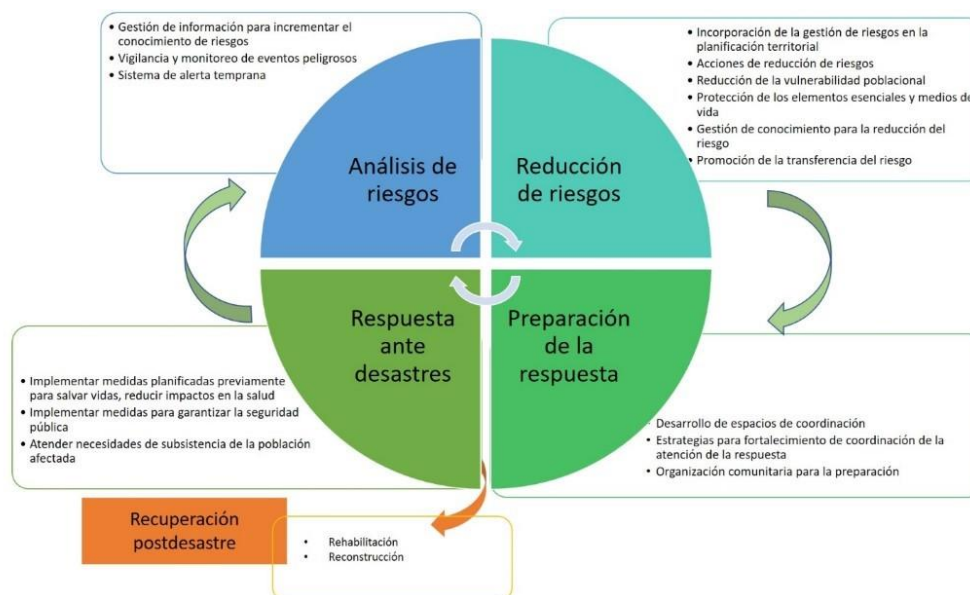 • Gestión de información para incrementar el
conocimiento de riesgos
• Vigilancia y monitoreo de eventos peligrosos
• Sistema de alerta temprana
Análisis de
riesgos
Reducción
de riesgos
• Incorporación de la gestión de riesgos en la
planificación territorial
• Acciones de reducción de riesgos
• Reducción de la vulnerabilidad poblacional
• Protección de los elementos esenciales y medios de
vida
• Gestión de conocimiento para la reducción del
riesgo
• Promoción de la transferencia del riesgo
Respuesta
ante
desastres
Preparación
de la
respuesta
• Implementar medidas planificadas previamente
para salvar vidas, reducir impactos en la salud
• Implementar medidas para garantizar la seguridad
pública
• Atender necesidades de subsistencia de la población
afectada
• Desarrollo de espacios de coordinación
• Estrategias para fortalecimiento de coordinación de la
atención de la respuesta
• Organización comunitaria para la preparación
Recuperación
postdesastre
• Rehabilitación
• Reconstrucción